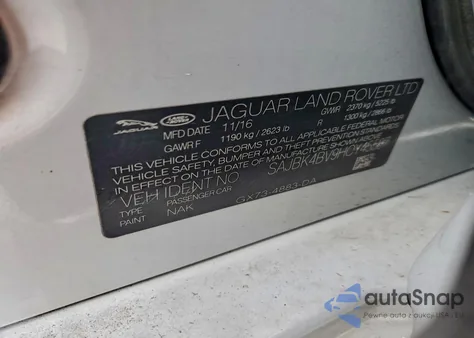 JAGUAR LAND ROVER LTD
MFD DATE 11/16 GVWR 2370 kg / 5225 lb
GAWR F 1190 kg / 2623 lb R 1300 kg / 2866 lb
THIS VEHICLE CONFORMS TO ALL APPLICABLE FEDERAL MOTOR
VEHICLE SAFETY, BUMPER AND THEFT PREVENTION STANDARDS
IN EFFECT ON THE DATE OF MANUFACTURE SHOWN ABOVE
VEH IDENT NO
TYPE PASSENGER CAR
PAINT NAK GX73-4863-DA
JAGUAR
autoSnap
Pewne auto z USA i